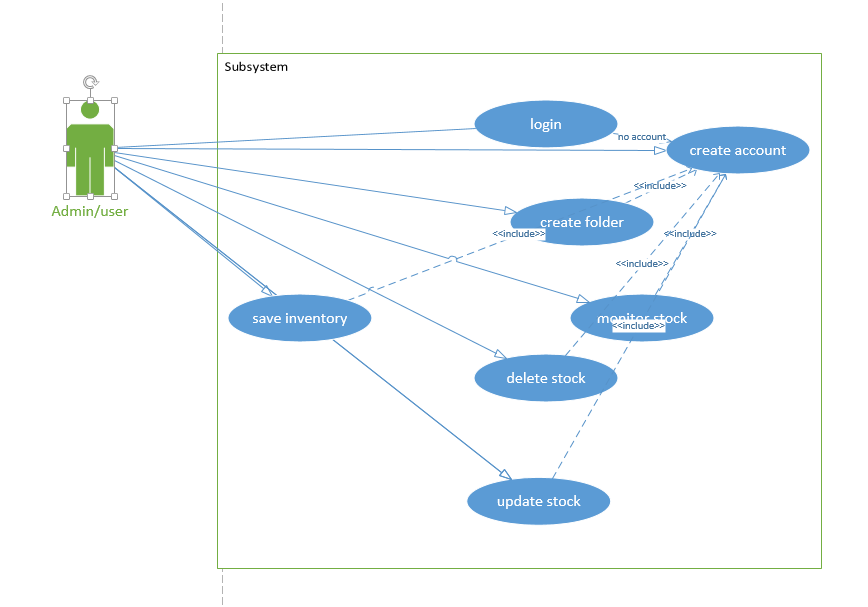 Subsystem
login
no account
create account
<<include>>
Admin/user
create folder
<<include>>
<<include>>
<<include>>
save inventory
monitor stock
<<include>>
delete stock
update stock